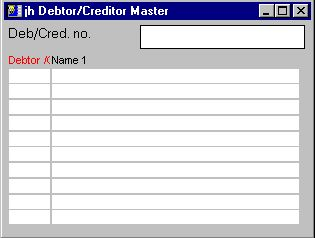 jh Debtor/Creditor Master
Deb/Cred. no.
Debtor / Name 1